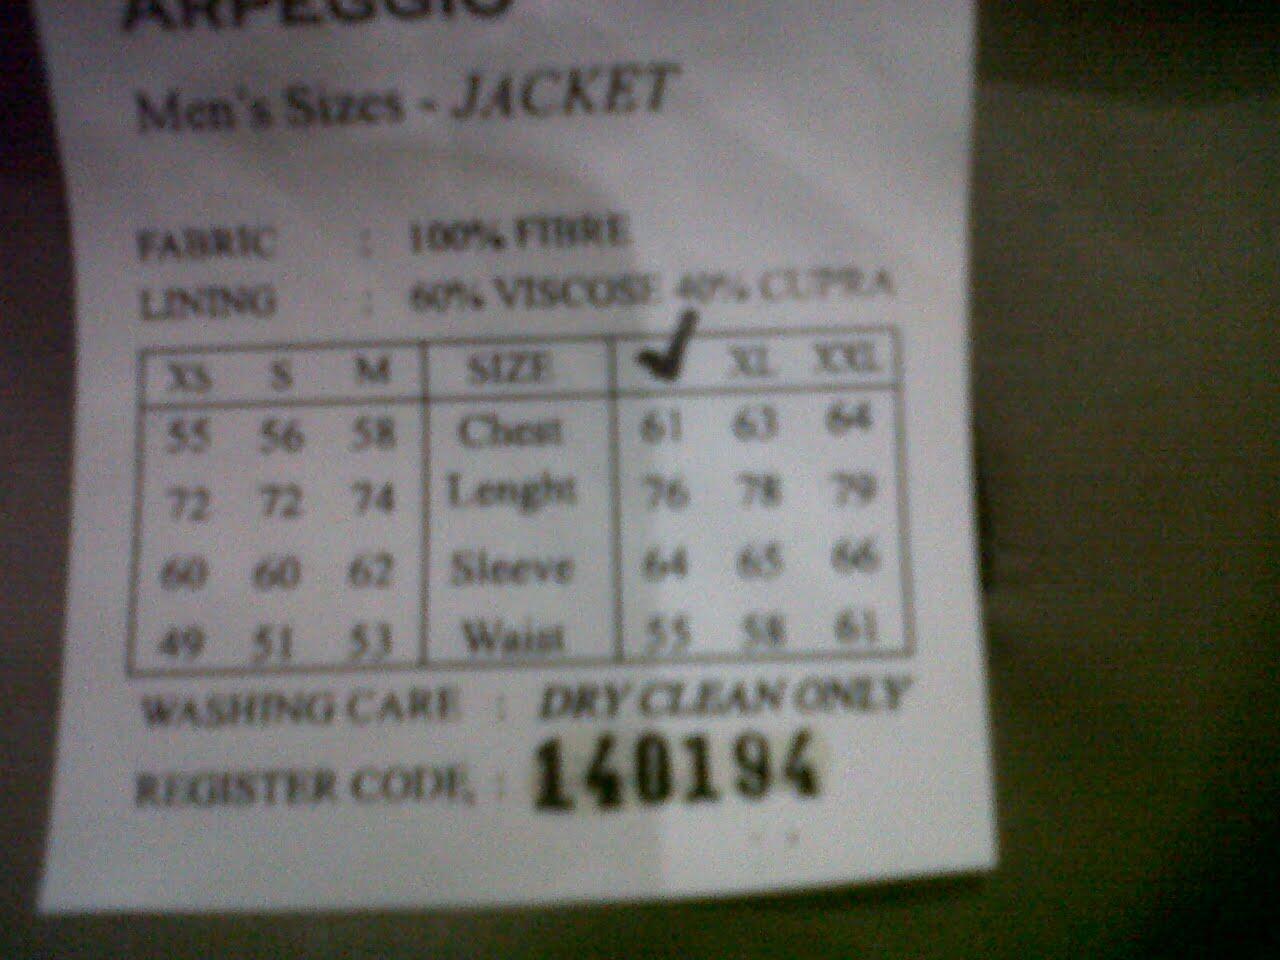 ARPEGGIO
Men's Sizes - JACKET
FABRIC : 100% FIBRE
LINING : 60% VISCOSE 40% CUPRA
XS S M SIZE XL XXL
55 56 58 Chest 61 63 64
72 72 74 Lenght 76 78 79
60 60 62 Sleeve 64 65 66
49 51 53 Waist 55 58 61
WASHING CARE : DRY CLEAN ONLY
REGISTER CODE : 140194